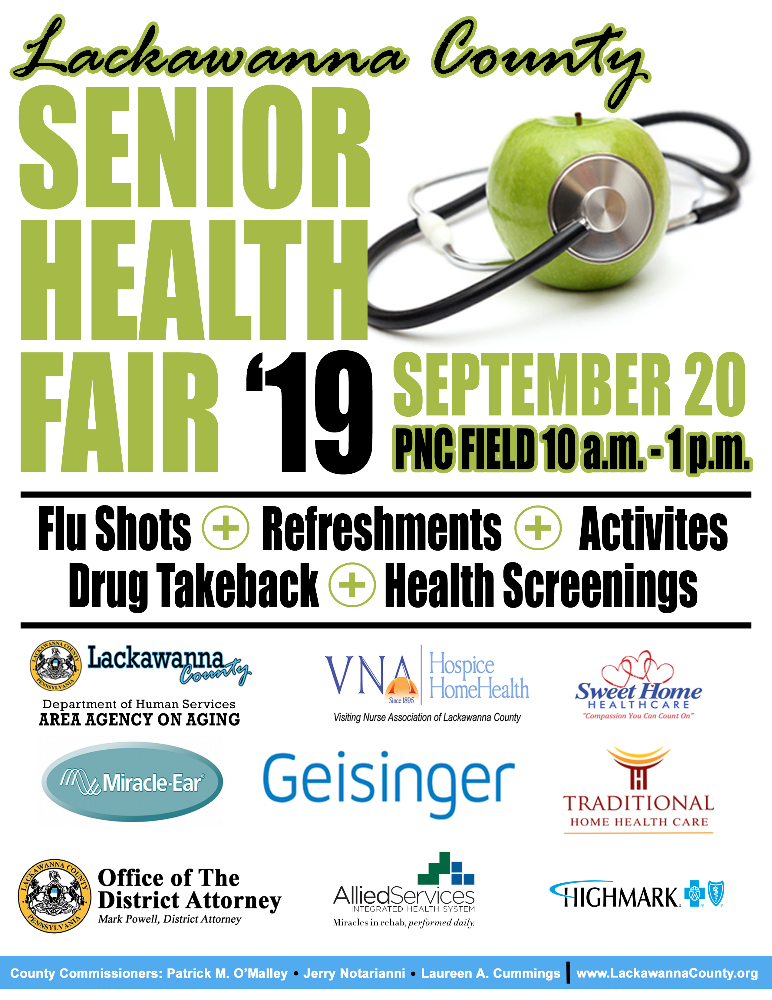 Lackawanna County
SENIOR
HEALTH
FAIR ‘19
SEPTEMBER 20
PNC FIELD 10 a.m. - 1 p.m.
Flu Shots + Refreshments + Activites
Drug Takeback + Health Screenings
LACKAWANNA COUNTY
PENNSYLVANIA
Lackawanna
County
Department of Human Services
AREA AGENCY ON AGING
VNA
Since 1895
Hospice
HomeHealth
Visiting Nurse Association of Lackawanna County
Sweet Home
HEALTHCARE
"Compassion You Can Count On"
Miracle-Ear®
Geisinger
TRADITIONAL
HOME HEALTH CARE
LACKAWANNA COUNTY
PENNSYLVANIA
Office of The
District Attorney
Mark Powell, District Attorney
AlliedServices
INTEGRATED HEALTH SYSTEM
Miracles in rehab, performed daily.
HIGHMARK®
County Commissioners: Patrick M. O’Malley • Jerry Notarianni • Laureen A. Cummings | www.LackawannaCounty.org